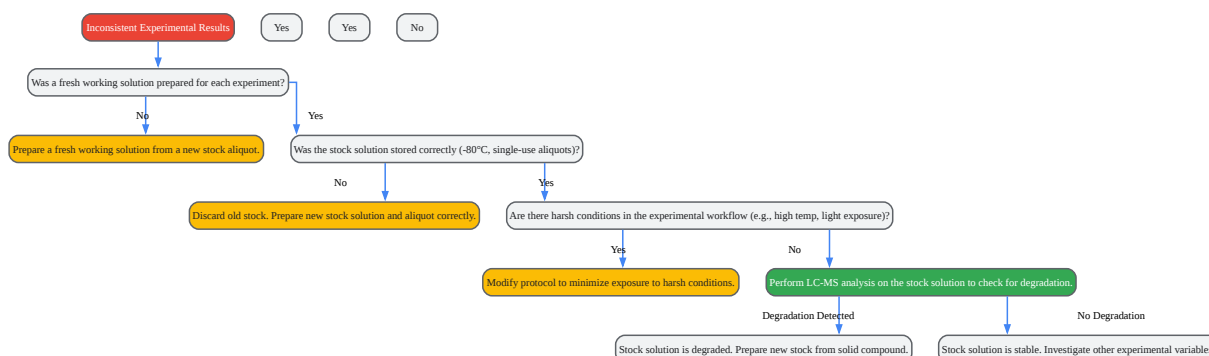 Inconsistent Experimental Results
Yes
Yes
No
Was a fresh working solution prepared for each experiment?
No
Yes
Prepare a fresh working solution from a new stock aliquot.
Was the stock solution stored correctly (-80°C, single-use aliquots)?
No
Yes
Discard old stock. Prepare new stock solution and aliquot correctly.
Are there harsh conditions in the experimental workflow (e.g., high temp, light exposure)?
Yes
No
Modify protocol to minimize exposure to harsh conditions.
Perform LC-MS analysis on the stock solution to check for degradation.
Degradation Detected
No Degradation
Stock solution is degraded. Prepare new stock from solid compound.
Stock solution is stable. Investigate other experimental variable